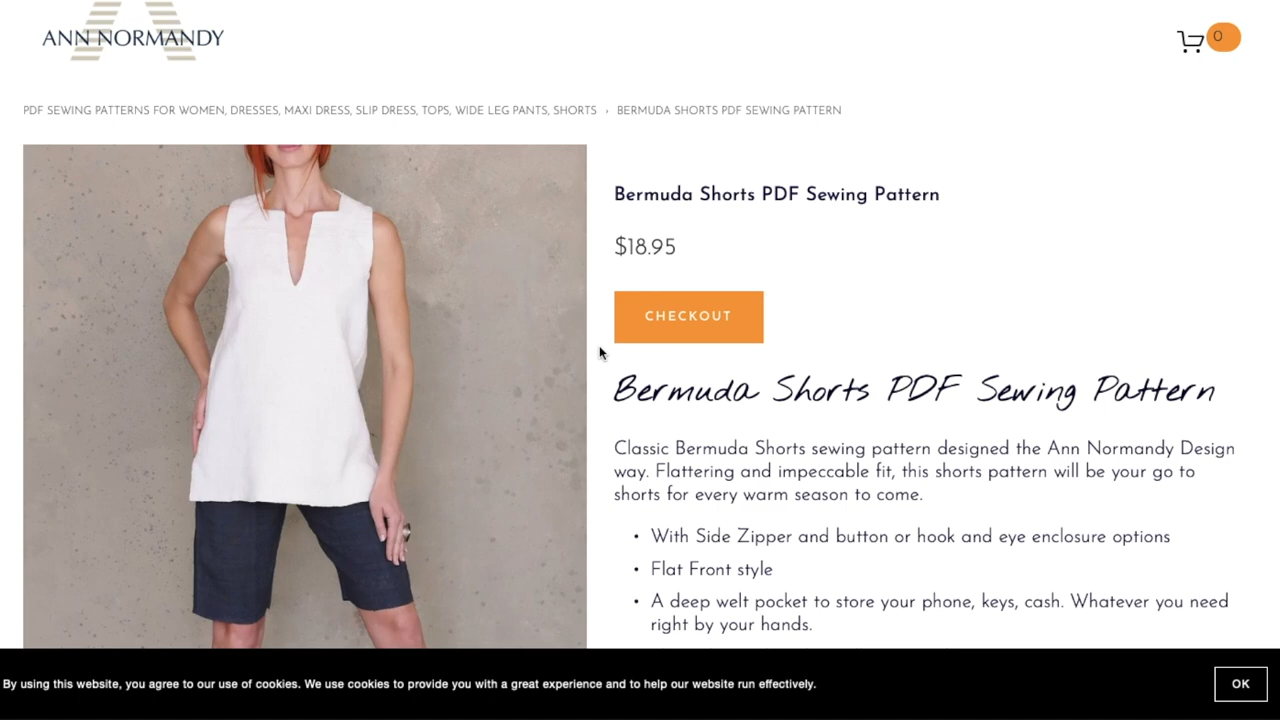 ANN NORMANDY
0
PDF SEWING PATTERNS FOR WOMEN, DRESSES, MAXI DRESS, SLIP DRESS, TOPS, WIDE LEG PANTS, SHORTS › BERMUDA SHORTS PDF SEWING PATTERN
Bermuda Shorts PDF Sewing Pattern
$18.95
CHECKOUT
Bermuda Shorts PDF Sewing Pattern
Classic Bermuda Shorts sewing pattern designed the Ann Normandy Design
way. Flattering and impeccable fit, this shorts pattern will be your go to
shorts for every warm season to come.
• With Side Zipper and button or hook and eye enclosure options
• Flat Front style
• A deep welt pocket to store your phone, keys, cash. Whatever you need
right by your hands.
By using this website, you agree to our use of cookies. We use cookies to provide you with a great experience and to help our website run effectively.
OK